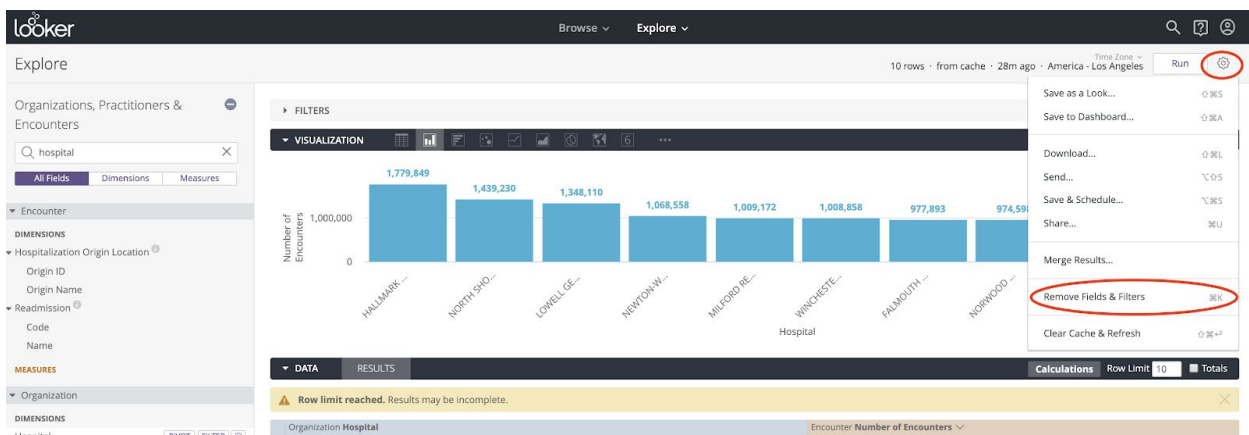 looker
Browse
Explore
Explore
10 rows · from cache · 28m ago · America - Los Angeles
Time Zone
Run
Organizations, Practitioners &
Encounters
hospital
All Fields Dimensions Measures
Encounter
DIMENSIONS
Hospitalization Origin Location
Origin ID
Origin Name
Readmission
Code
Name
MEASURES
Organization
DIMENSIONS
Hospital PIVOT FILTER
FILTERS
VISUALIZATION
6
1,779,849
1,439,230
1,348,110
1,068,558
1,009,172
1,008,858
977,893
974,598
Number of
Encounters
1,000,000
0
HALLMARK ...
NORTH SHO...
LOWELL GE...
NEWTON-W...
MILFORD RE...
WINCHESTE...
FALMOUTH ...
NORWOOD ...
Hospital
Save as a Look... ⇧⌘S
Save to Dashboard... ⇧⌘A
Download... ⇧⌘L
Send... ⌥⇧S
Save & Schedule... ⌥⌘S
Share... ⌘U
Merge Results...
Remove Fields & Filters ⌘K
Clear Cache & Refresh ⇧⌘↵
DATA RESULTS
Calculations Row Limit 10 Totals
Row limit reached. Results may be incomplete.
Organization Hospital
Encounter Number of Encounters